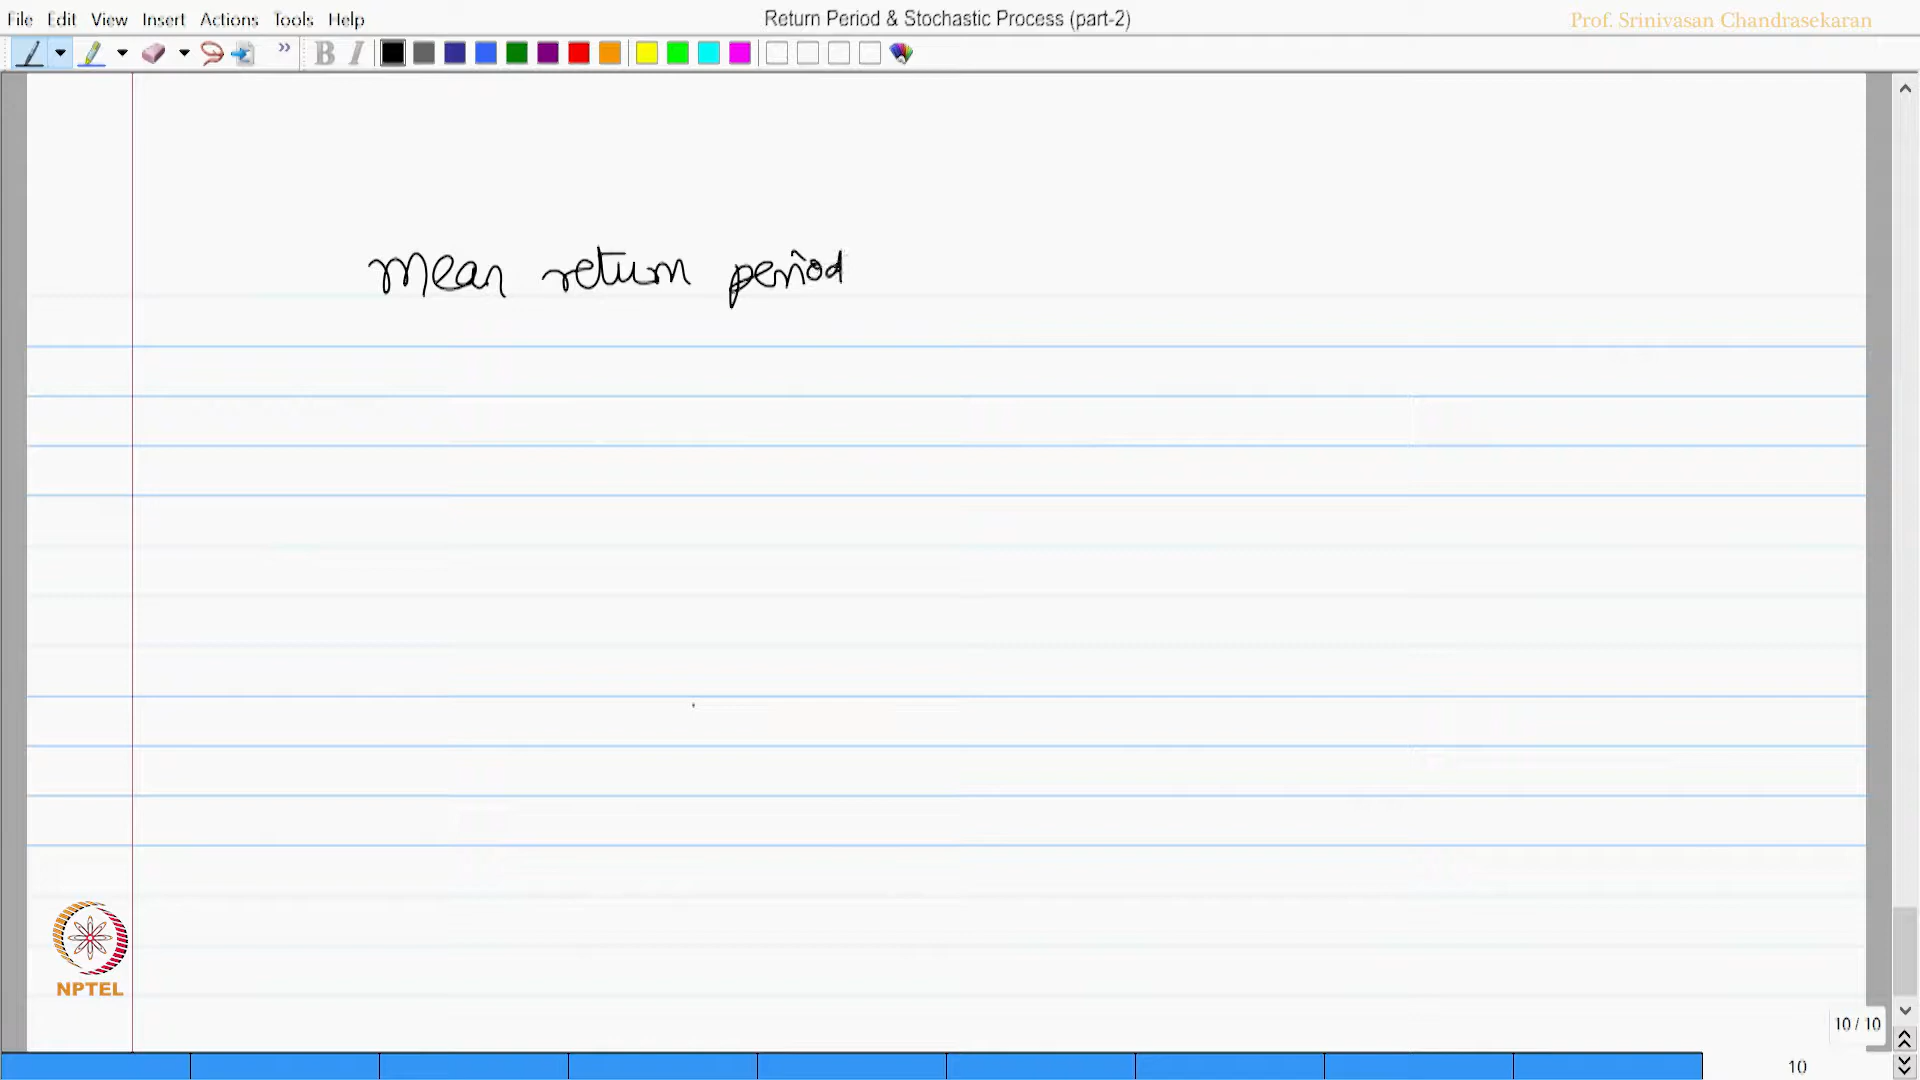 File Edit View Insert Actions Tools Help
Return Period & Stochastic Process (part-2)
Prof. Srinivasan Chandrasekaran
B I
mean return period
NPTEL
10 / 10
10